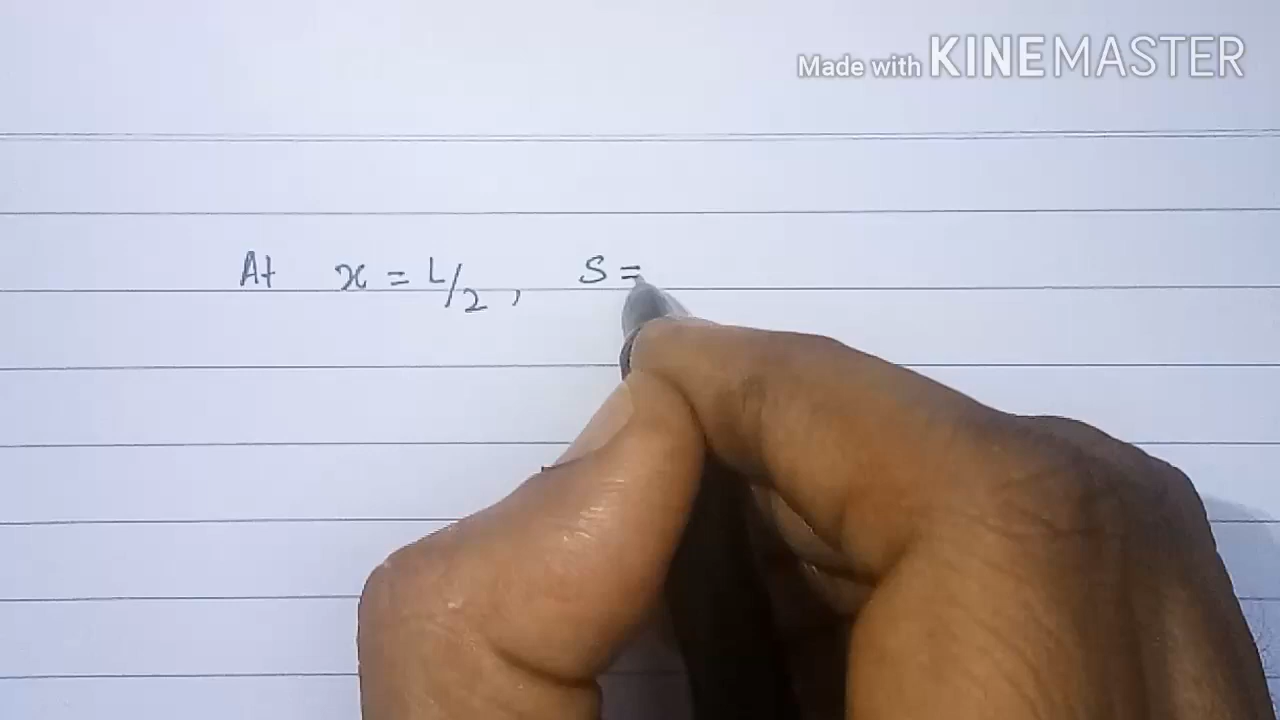 Made with KINEMASTER
At x = L/2, S =